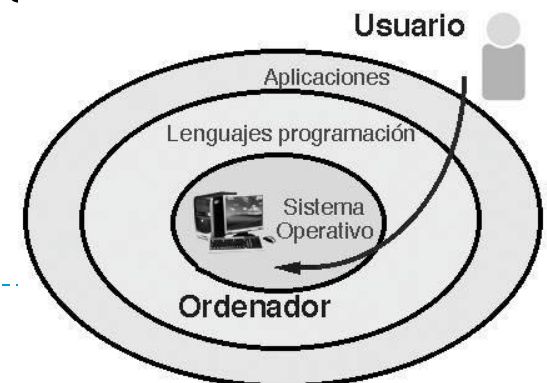 Usuario
Aplicaciones
Lenguajes programación
Sistema
Operativo
Ordenador